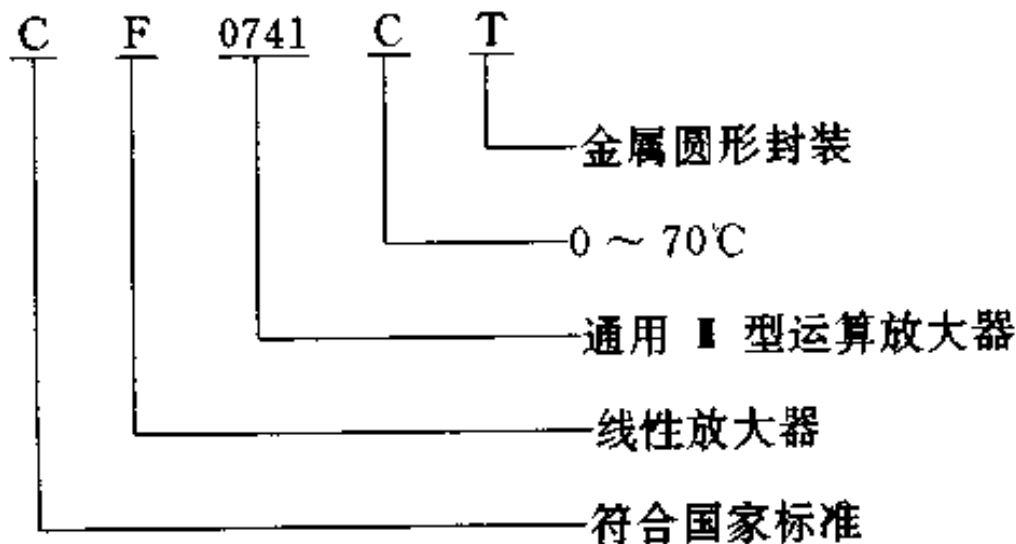 C F 0741 C T
金属圆形封装
0 ~ 70℃
通用 Ⅲ 型运算放大器
线性放大器
符合国家标准